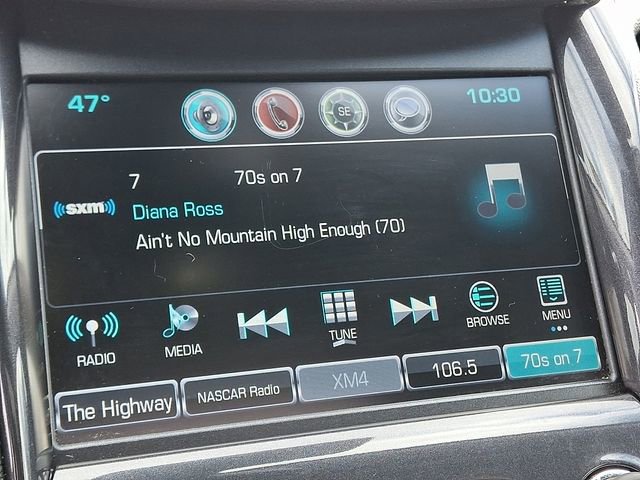 47°
SE
10:30
7 70s on 7
sxm
Diana Ross
Ain't No Mountain High Enough (70)
RADIO
MEDIA
TUNE
BROWSE
MENU
The Highway
NASCAR Radio
XM4
106.5
70s on 7